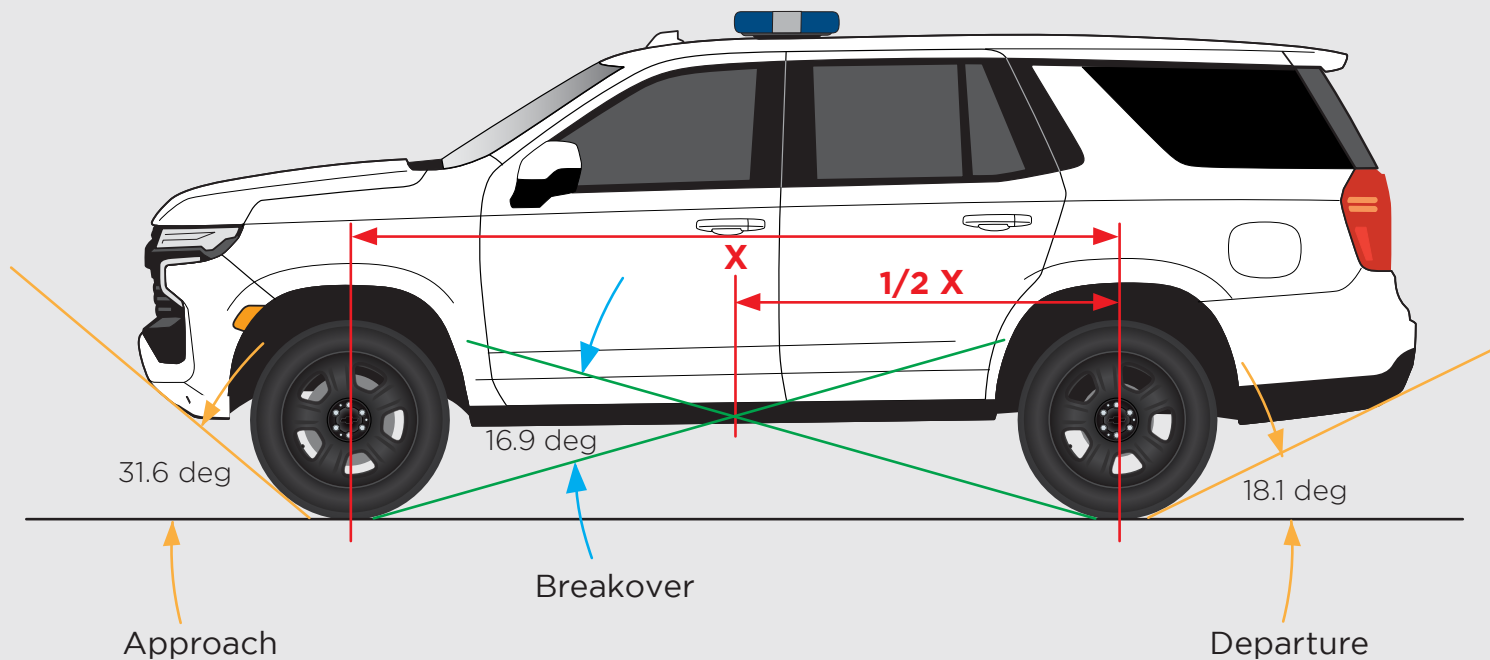 X
1/2 X
16.9 deg
31.6 deg
18.1 deg
Breakover
Approach
Departure